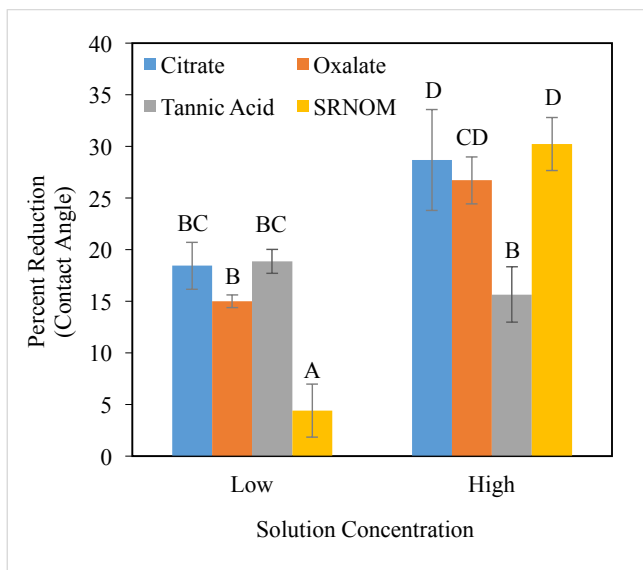 40
35
30
25
20
15
10
5
0
Percent Reduction
(Contact Angle)
Citrate
Oxalate
Tannic Acid
SRNOM
BC
B
BC
A
D
CD
B
D
Low
High
Solution Concentration